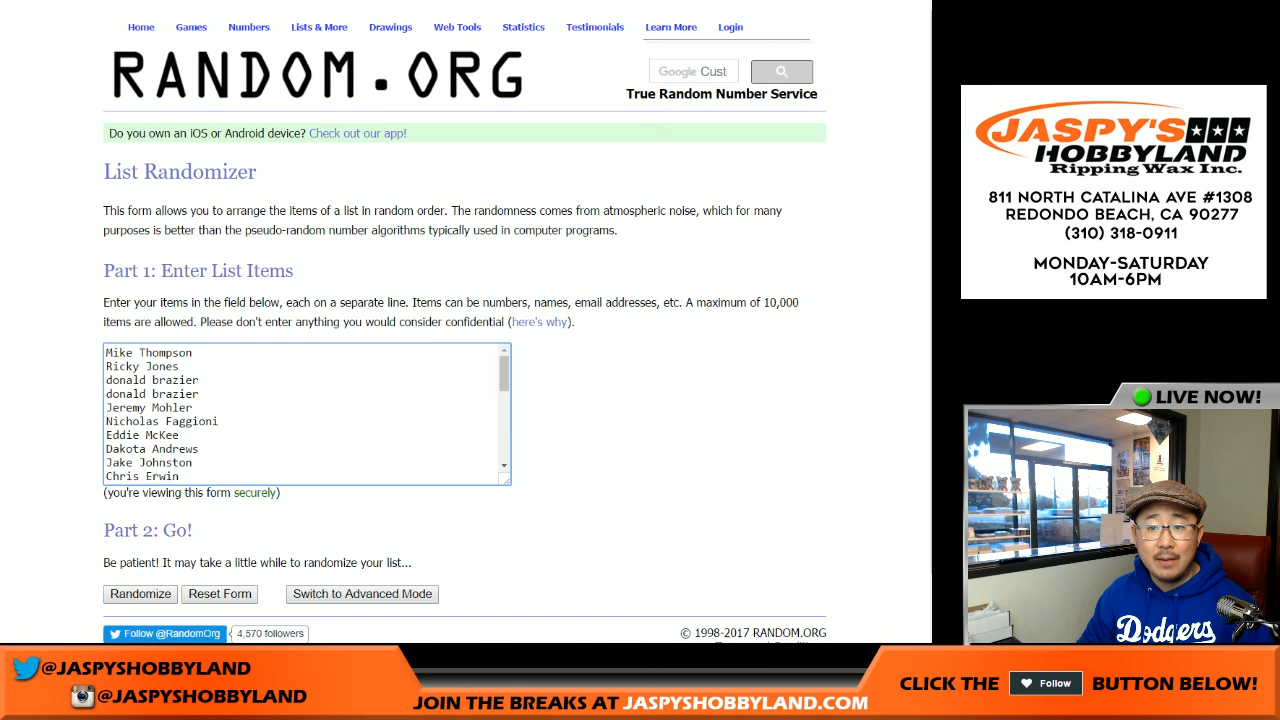 Home Games Numbers Lists & More Drawings Web Tools Statistics Testimonials Learn More Login
RANDOM.ORG
Google Cust
True Random Number Service
Do you own an iOS or Android device? Check out our app!
List Randomizer
This form allows you to arrange the items of a list in random order. The randomness comes from atmospheric noise, which for many
purposes is better than the pseudo-random number algorithms typically used in computer programs.
Part 1: Enter List Items
Enter your items in the field below, each on a separate line. Items can be numbers, names, email addresses, etc. A maximum of 10,000
items are allowed. Please don't enter anything you would consider confidential (here's why).
Mike Thompson
Ricky Jones
donald brazier
donald brazier
Jeremy Mohler
Nicholas Faggioni
Eddie McKee
Dakota Andrews
Jake Johnston
Chris Erwin
(you're viewing this form securely)
Part 2: Go!
Be patient! It may take a little while to randomize your list...
Randomize Reset Form Switch to Advanced Mode
Follow @RandomOrg 4,570 followers
© 1998-2017 RANDOM.ORG
JASPY'S
HOBBYLAND
Ripping Wax Inc.
811 NORTH CATALINA AVE #1308
REDONDO BEACH, CA 90277
(310) 318-0911
MONDAY-SATURDAY
10AM-6PM
LIVE NOW!
Dodgers
@JASPYSHOBBYLAND
@JASPYSHOBBYLAND
JOIN THE BREAKS AT JASPYSHOBBYLAND.COM
CLICK THE Follow BUTTON BELOW!